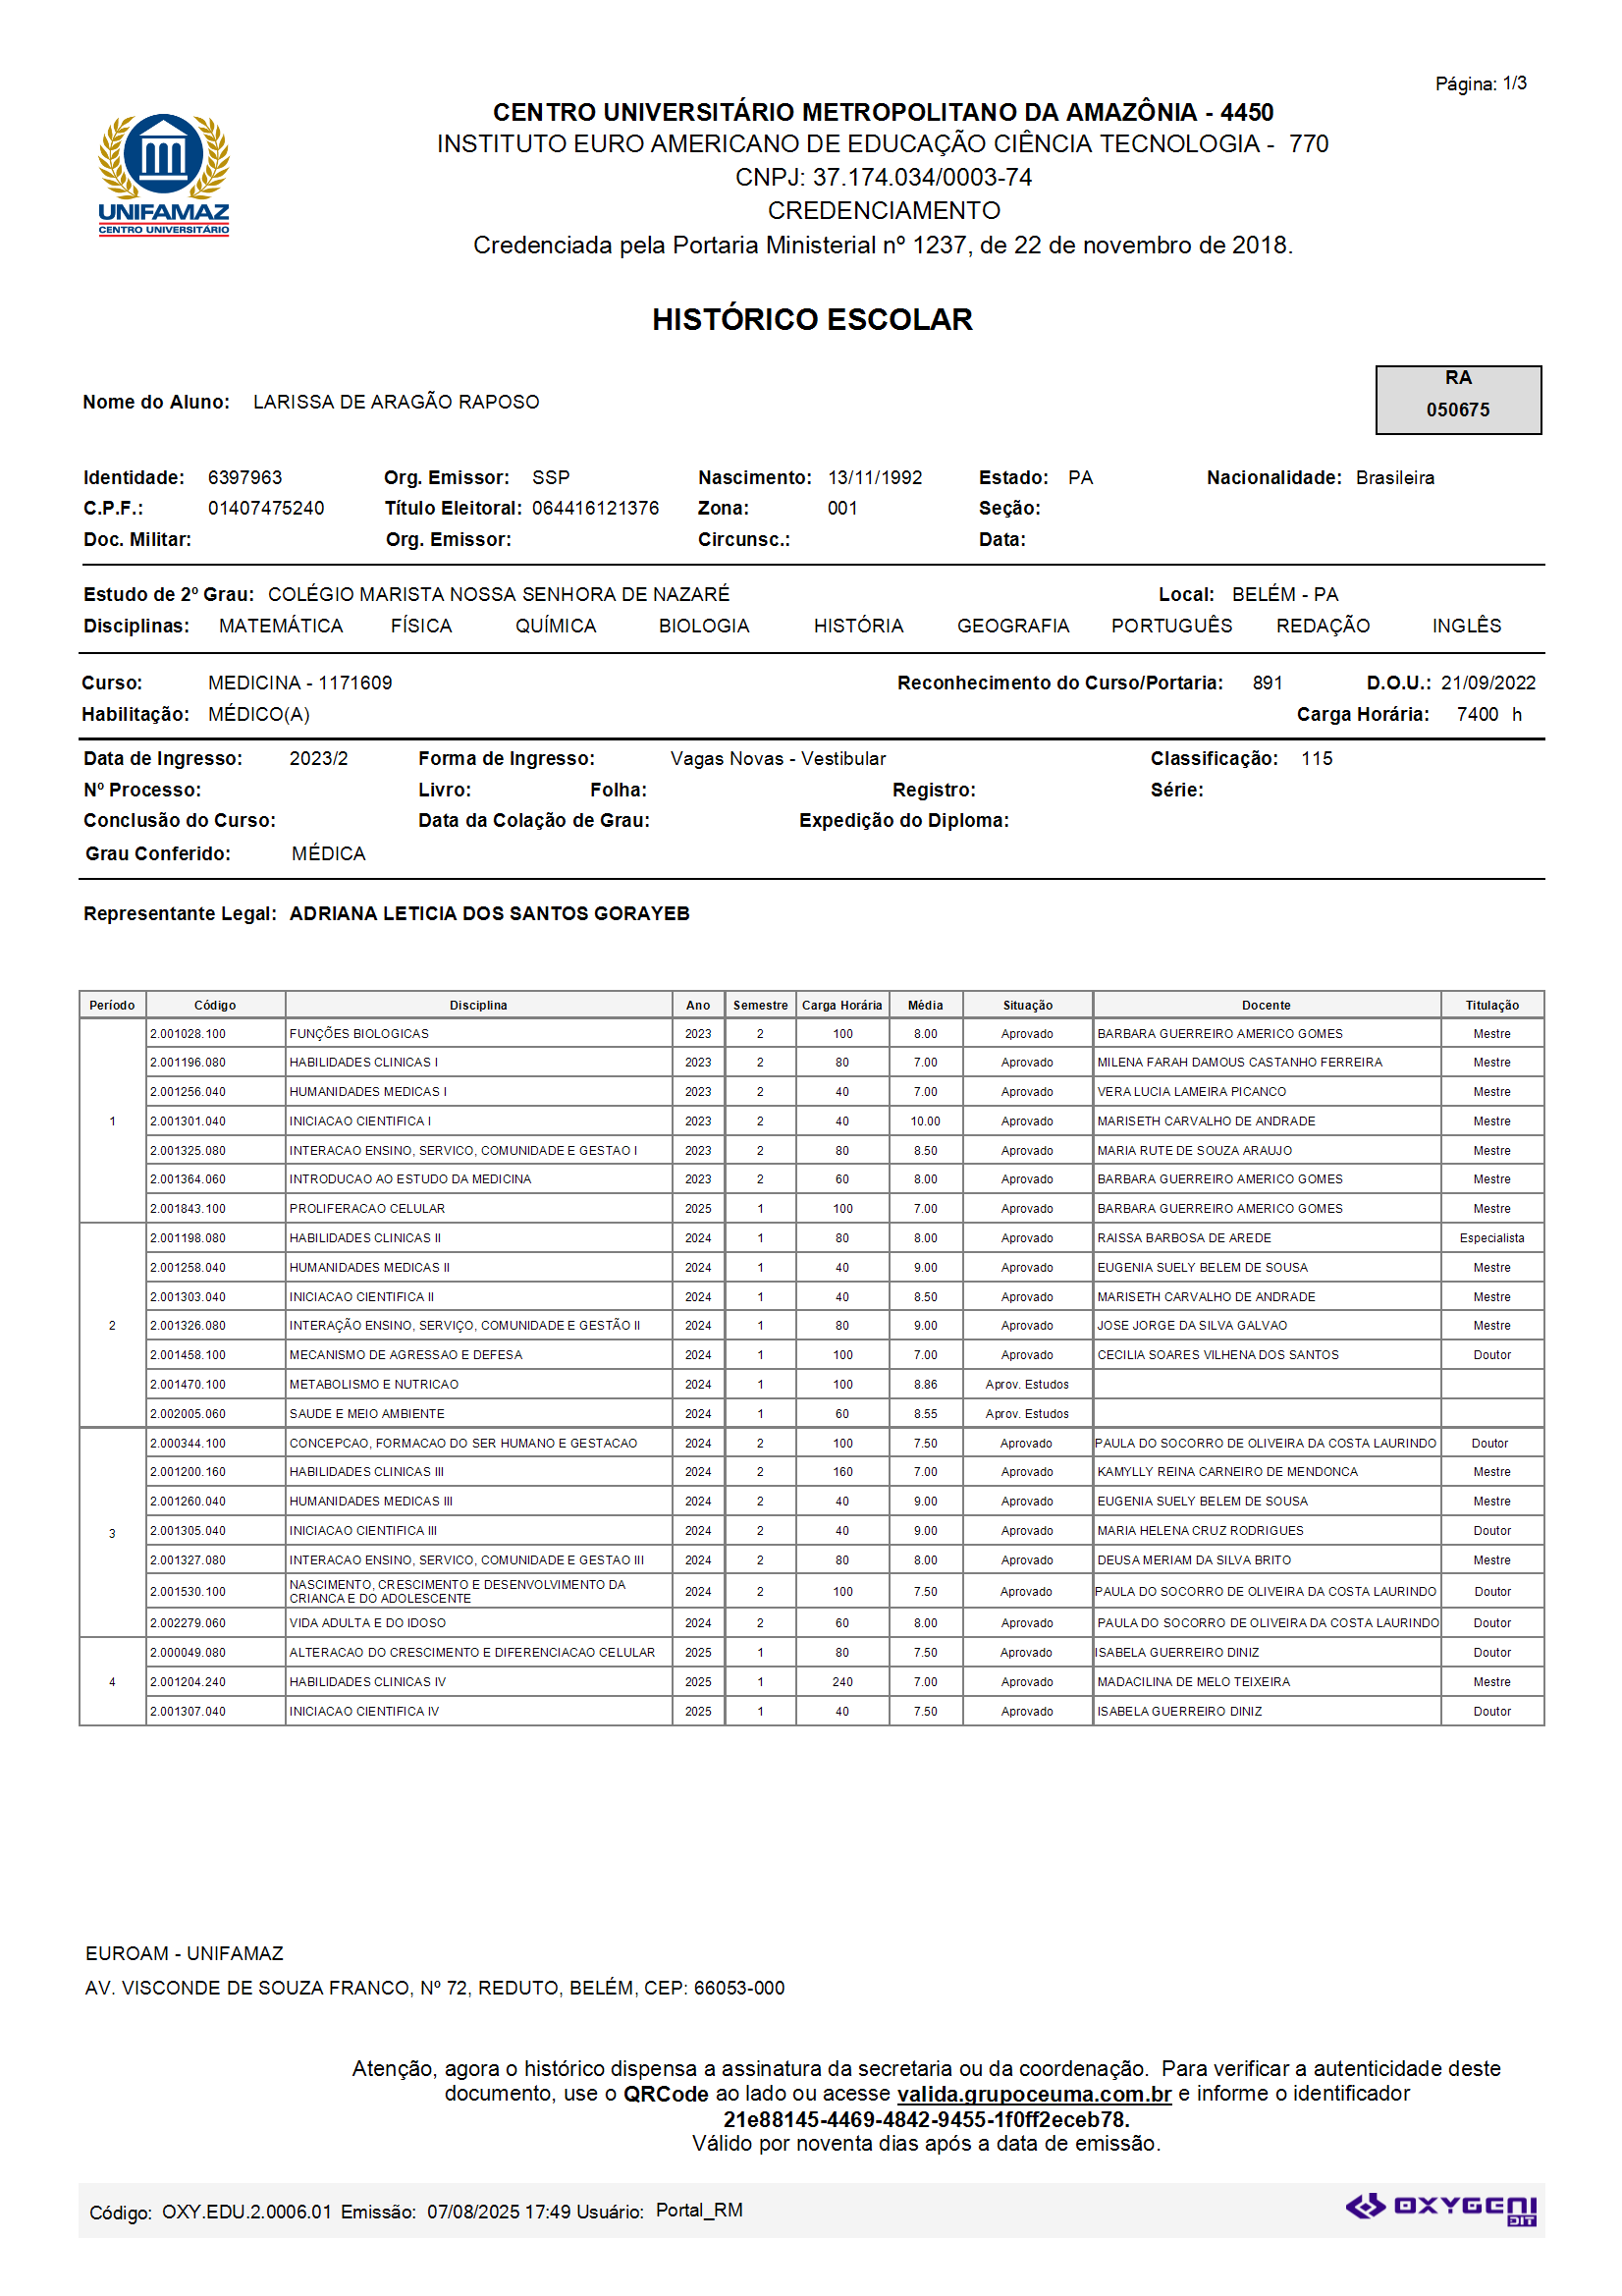 Página: 1/3
CENTRO UNIVERSITÁRIO METROPOLITANO DA AMAZÔNIA - 4450
INSTITUTO EURO AMERICANO DE EDUCAÇÃO CIÊNCIA TECNOLOGIA - 770
CNPJ: 37.174.034/0003-74
CREDENCIAMENTO
Credenciada pela Portaria Ministerial nº 1237, de 22 de novembro de 2018.
UNIFAMAZ
CENTRO UNIVERSITÁRIO
HISTÓRICO ESCOLAR
RA
050675
Nome do Aluno: LARISSA DE ARAGÃO RAPOSO
Identidade: 6397963 Org. Emissor: SSP Nascimento: 13/11/1992 Estado: PA Nacionalidade: Brasileira
C.P.F.: 01407475240 Título Eleitoral: 064416121376 Zona: 001 Seção:
Doc. Militar: Org. Emissor: Circunsc.: Data:
Estudo de 2º Grau: COLÉGIO MARISTA NOSSA SENHORA DE NAZARÉ Local: BELÉM - PA
Disciplinas: MATEMÁTICA FÍSICA QUÍMICA BIOLOGIA HISTÓRIA GEOGRAFIA PORTUGUÊS REDAÇÃO INGLÊS
Curso: MEDICINA - 1171609 Reconhecimento do Curso/Portaria: 891 D.O.U.: 21/09/2022
Habilitação: MÉDICO(A) Carga Horária: 7400 h
Data de Ingresso: 2023/2 Forma de Ingresso: Vagas Novas - Vestibular Classificação: 115
Nº Processo: Livro: Folha: Registro: Série:
Conclusão do Curso: Data da Colação de Grau: Expedição do Diploma:
Grau Conferido: MÉDICA
Representante Legal: ADRIANA LETICIA DOS SANTOS GORAYEB
Período Código Disciplina Ano Semestre Carga Horária Média Situação Docente Titulação
2.001028.100 FUNÇÕES BIOLOGICAS 2023 2 100 8.00 Aprovado BARBARA GUERREIRO AMERICO GOMES Mestre
2.001196.080 HABILIDADES CLINICAS I 2023 2 80 7.00 Aprovado MILENA FARAH DAMOUS CASTANHO FERREIRA Mestre
2.001256.040 HUMANIDADES MEDICAS I 2023 2 40 7.00 Aprovado VERA LUCIA LAMEIRA PICANCO Mestre
1 2.001301.040 INICIACAO CIENTIFICA I 2023 2 40 10.00 Aprovado MARISETH CARVALHO DE ANDRADE Mestre
2.001325.080 INTERACAO ENSINO, SERVICO, COMUNIDADE E GESTAO I 2023 2 80 8.50 Aprovado MARIA RUTE DE SOUZA ARAUJO Mestre
2.001364.060 INTRODUCAO AO ESTUDO DA MEDICINA 2023 2 60 8.00 Aprovado BARBARA GUERREIRO AMERICO GOMES Mestre
2.001843.100 PROLIFERACAO CELULAR 2025 1 100 7.00 Aprovado BARBARA GUERREIRO AMERICO GOMES Mestre
2.001198.080 HABILIDADES CLINICAS II 2024 1 80 8.00 Aprovado RAISSA BARBOSA DE AREDE Especialista
2.001258.040 HUMANIDADES MEDICAS II 2024 1 40 9.00 Aprovado EUGENIA SUELY BELEM DE SOUSA Mestre
2.001303.040 INICIACAO CIENTIFICA II 2024 1 40 8.50 Aprovado MARISETH CARVALHO DE ANDRADE Mestre
2 2.001326.080 INTERAÇÃO ENSINO, SERVIÇO, COMUNIDADE E GESTÃO II 2024 1 80 9.00 Aprovado JOSE JORGE DA SILVA GALVAO Mestre
2.001458.100 MECANISMO DE AGRESSAO E DEFESA 2024 1 100 7.00 Aprovado CECILIA SOARES VILHENA DOS SANTOS Doutor
2.001470.100 METABOLISMO E NUTRICAO 2024 1 100 8.86 Aprov. Estudos
2.002005.060 SAUDE E MEIO AMBIENTE 2024 1 60 8.55 Aprov. Estudos
2.000344.100 CONCEPCAO, FORMACAO DO SER HUMANO E GESTACAO 2024 2 100 7.50 Aprovado PAULA DO SOCORRO DE OLIVEIRA DA COSTA LAURINDO Doutor
2.001200.160 HABILIDADES CLINICAS III 2024 2 160 7.00 Aprovado KAMYLLY REINA CARNEIRO DE MENDONCA Mestre
2.001260.040 HUMANIDADES MEDICAS III 2024 2 40 9.00 Aprovado EUGENIA SUELY BELEM DE SOUSA Mestre
3 2.001305.040 INICIACAO CIENTIFICA III 2024 2 40 9.00 Aprovado MARIA HELENA CRUZ RODRIGUES Doutor
2.001327.080 INTERACAO ENSINO, SERVICO, COMUNIDADE E GESTAO III 2024 2 80 8.00 Aprovado DEUSA MERIAM DA SILVA BRITO Mestre
2.001530.100 NASCIMENTO, CRESCIMENTO E DESENVOLVIMENTO DA CRIANCA E DO ADOLESCENTE 2024 2 100 7.50 Aprovado PAULA DO SOCORRO DE OLIVEIRA DA COSTA LAURINDO Doutor
2.002279.060 VIDA ADULTA E DO IDOSO 2024 2 60 8.00 Aprovado PAULA DO SOCORRO DE OLIVEIRA DA COSTA LAURINDO Doutor
2.000049.080 ALTERACAO DO CRESCIMENTO E DIFERENCIACAO CELULAR 2025 1 80 7.50 Aprovado ISABELA GUERREIRO DINIZ Doutor
4 2.001204.240 HABILIDADES CLINICAS IV 2025 1 240 7.00 Aprovado MADACILINA DE MELO TEIXEIRA Mestre
2.001307.040 INICIACAO CIENTIFICA IV 2025 1 40 7.50 Aprovado ISABELA GUERREIRO DINIZ Doutor
EUROAM - UNIFAMAZ
AV. VISCONDE DE SOUZA FRANCO, Nº 72, REDUTO, BELÉM, CEP: 66053-000
Atenção, agora o histórico dispensa a assinatura da secretaria ou da coordenação. Para verificar a autenticidade deste
documento, use o QRCode ao lado ou acesse valida.grupoceuma.com.br e informe o identificador
21e88145-4469-4842-9455-1f0ff2eceb78.
Válido por noventa dias após a data de emissão.
Código: OXY.EDU.2.0006.01 Emissão: 07/08/2025 17:49 Usuário: Portal_RM
OXYGENI
DIT